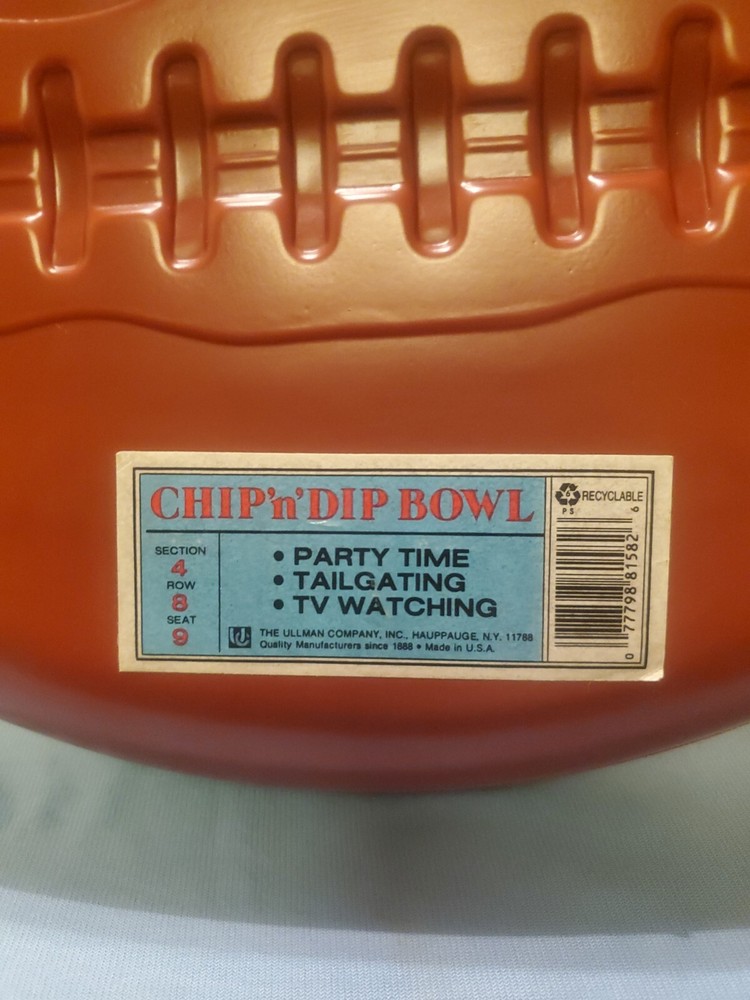 CHIP'n'DIP BOWL
SECTION
4
ROW
8
SEAT
9
• PARTY TIME
• TAILGATING
• TV WATCHING
THE ULLMAN COMPANY, INC., HAUPPAUGE, N.Y. 11788
Quality Manufacturers since 1888 • Made in U.S.A.
6
RECYCLABLE
PS
0 77798 81582 6